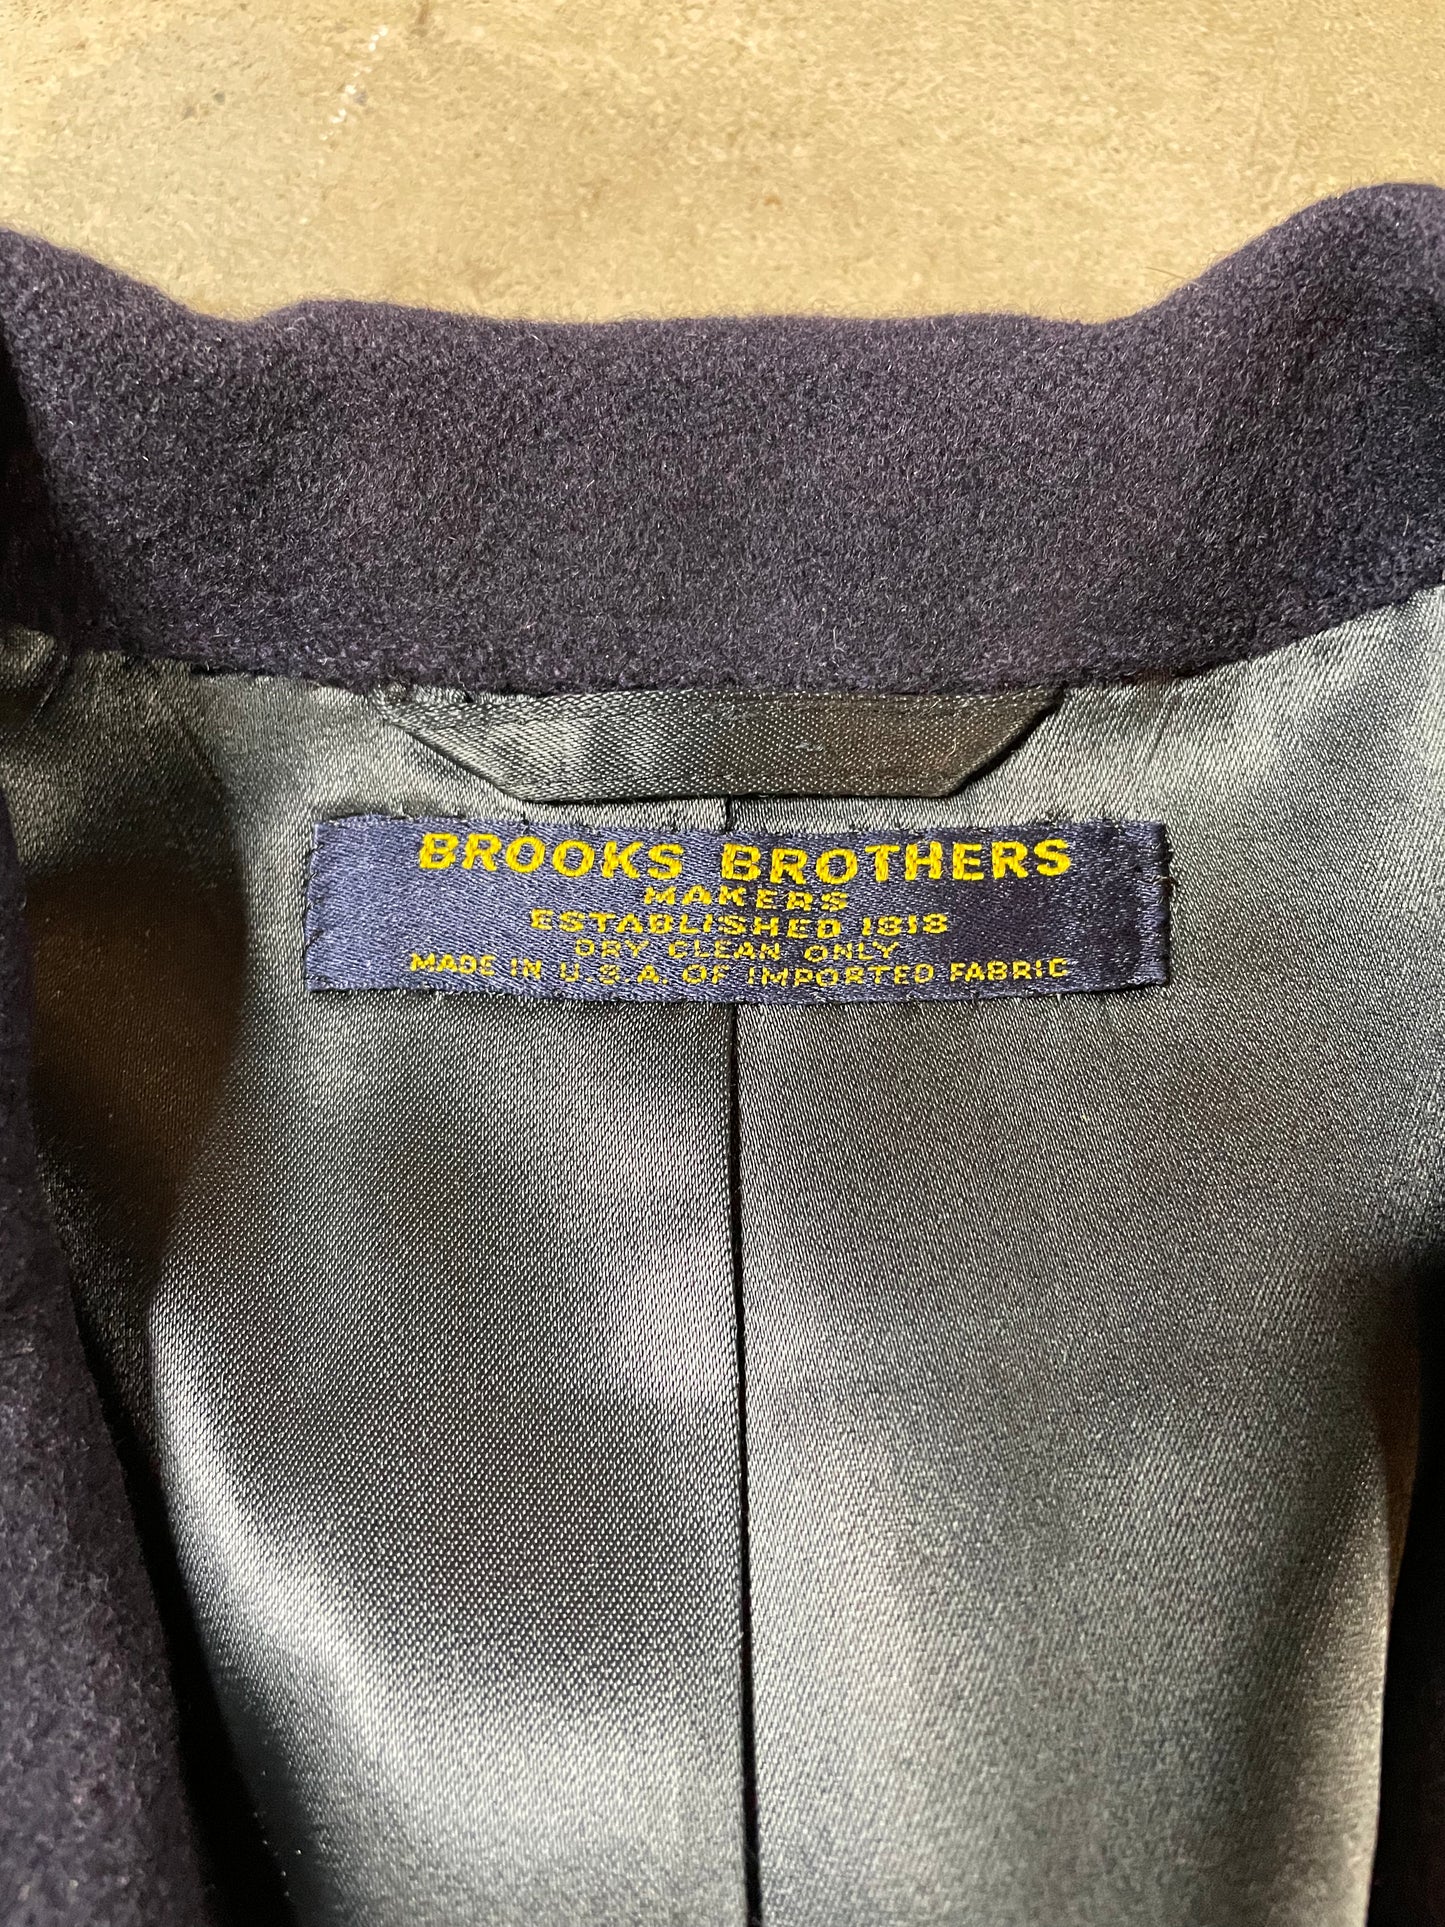 BROOKS BROTHERS
MAKERS
ESTABLISHED 1818
DRY CLEAN ONLY
MADE IN U.S.A. OF IMPORTED FABRIC